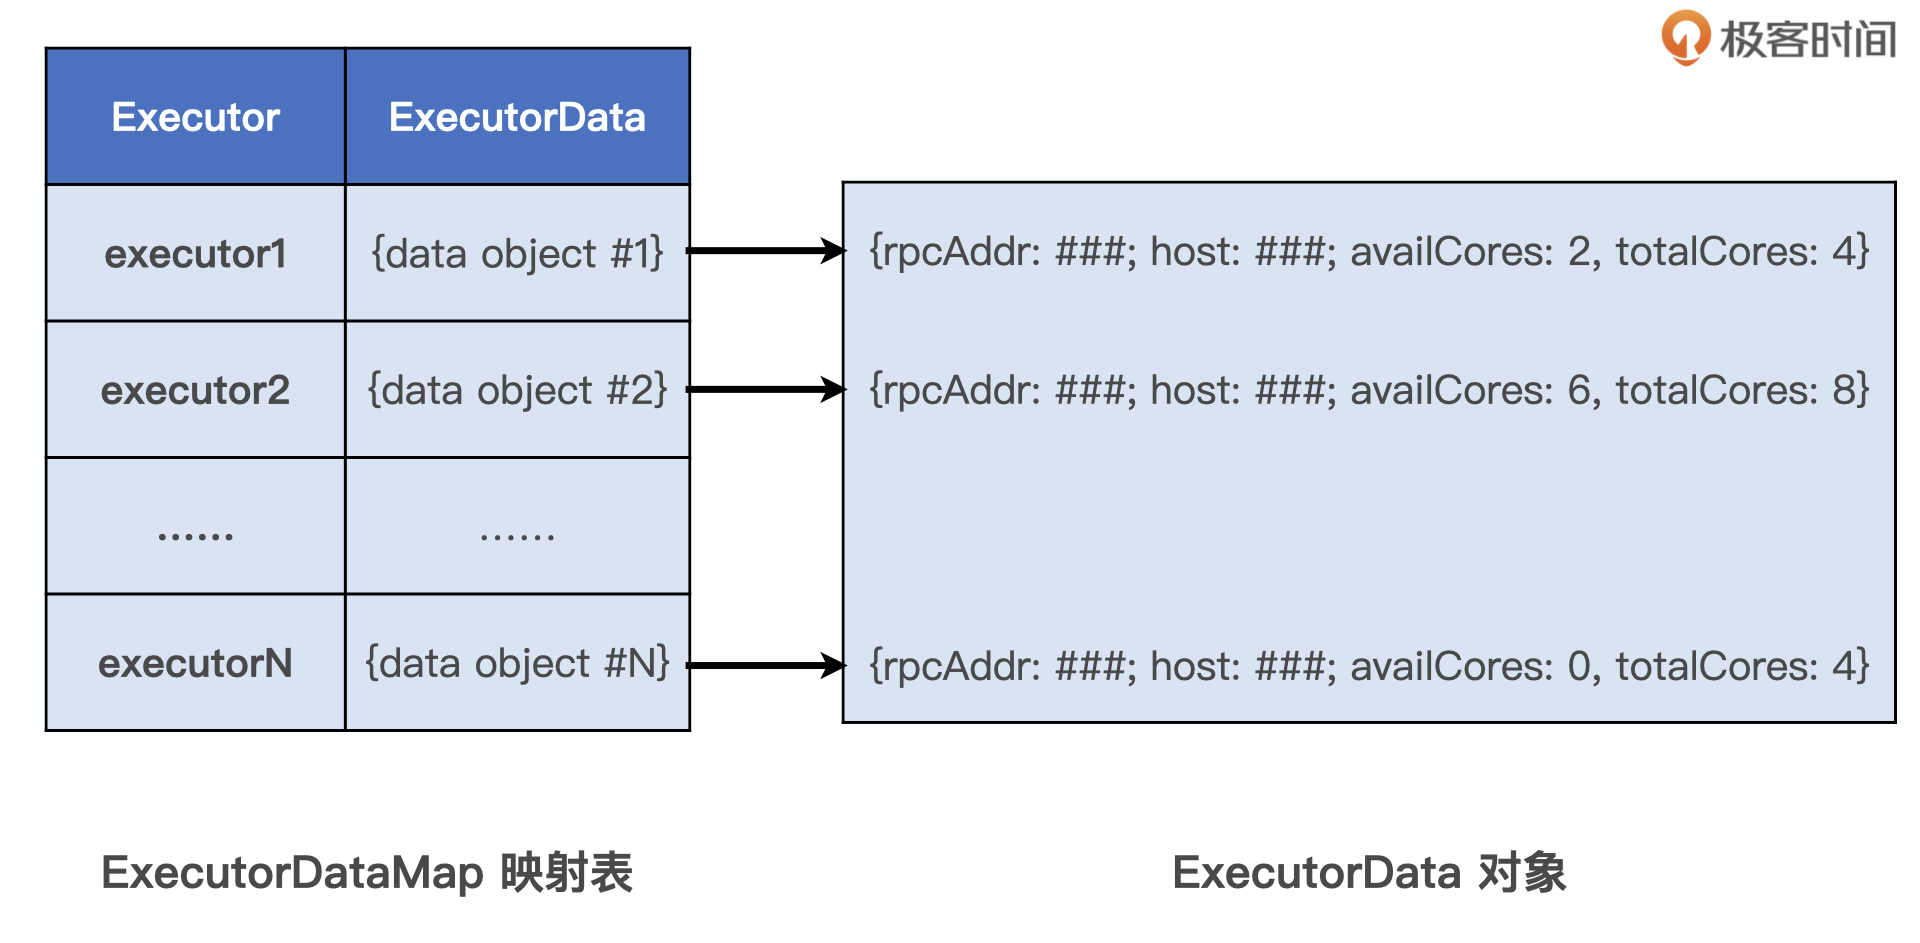 极客时间
Executor ExecutorData
executor1 {data object #1} {rpcAddr: ###; host: ###; availCores: 2, totalCores: 4}
executor2 {data object #2} {rpcAddr: ###; host: ###; availCores: 6, totalCores: 8}
...... ......
executorN {data object #N} {rpcAddr: ###; host: ###; availCores: 0, totalCores: 4}
ExecutorDataMap 映射表 ExecutorData 对象